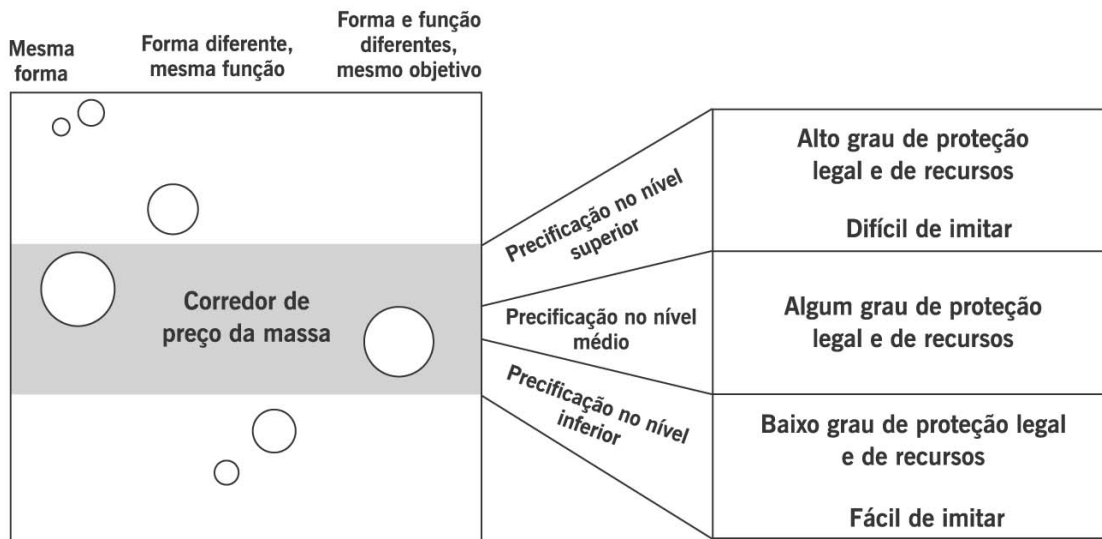 Mesma
forma
Forma diferente,
mesma função
Forma e função
diferentes,
mesmo objetivo
Corredor de
preço da massa
Precificação no nível
superior
Precificação no nível
médio
Precificação no nível
inferior
Alto grau de proteção
legal e de recursos
Difícil de imitar
Algum grau de proteção
legal e de recursos
Baixo grau de proteção legal
e de recursos
Fácil de imitar